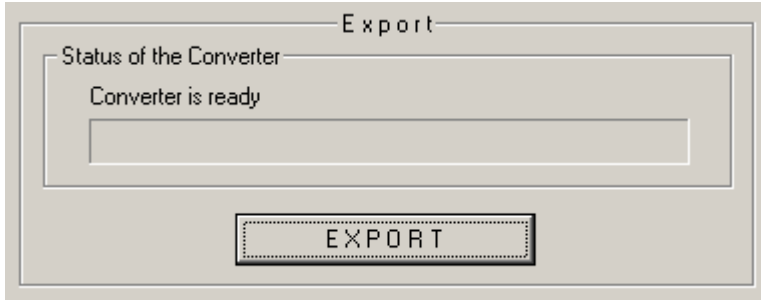 Export
Status of the Converter
Converter is ready
EXPORT